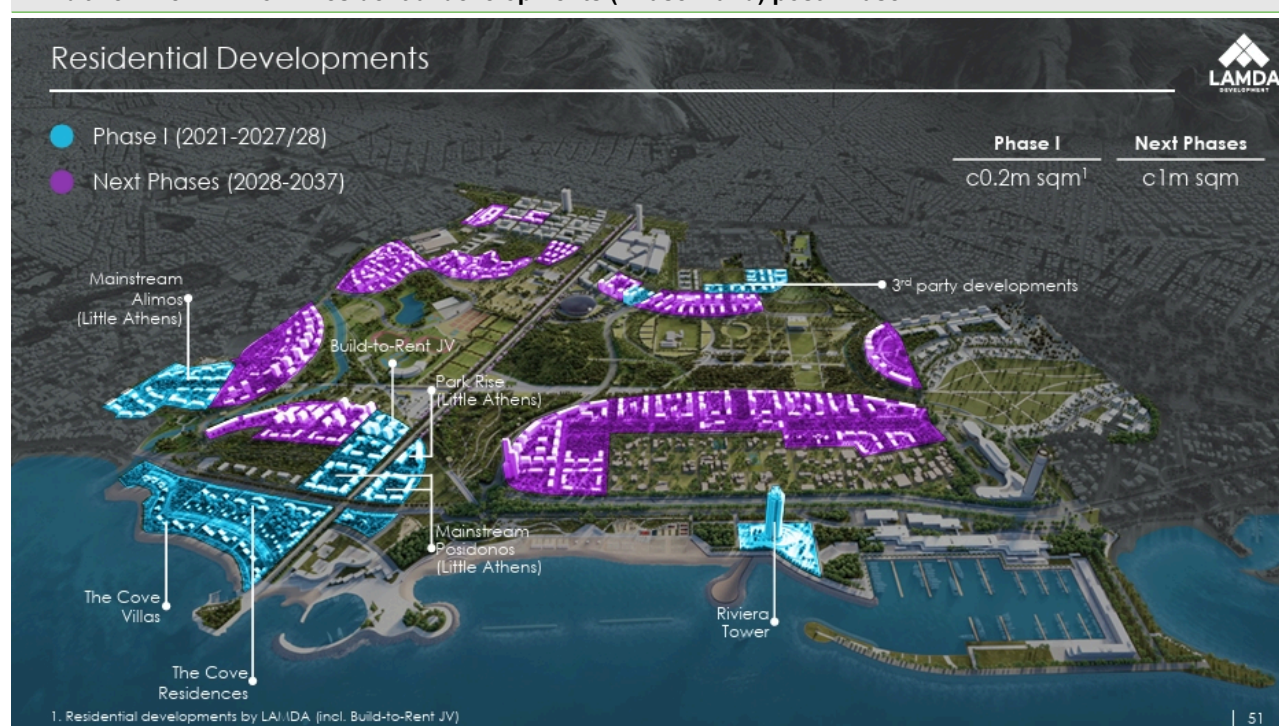 Residential Developments
LAMDA
DEVELOPMENT
Phase I (2021-2027/28)
Next Phases (2028-2037)
Phase I
Next Phases
c0.2m sqm¹
c1m sqm
Mainstream
Alimos
(Little Athens)
3rd party developments
Build-to-Rent JV
Park Rise
(Little Athens)
Mainstream
Posidonos
(Little Athens)
The Cove
Villas
Riviera
Tower
The Cove
Residences
1. Residential developments by LAMDA (incl. Build-to-Rent JV)
51